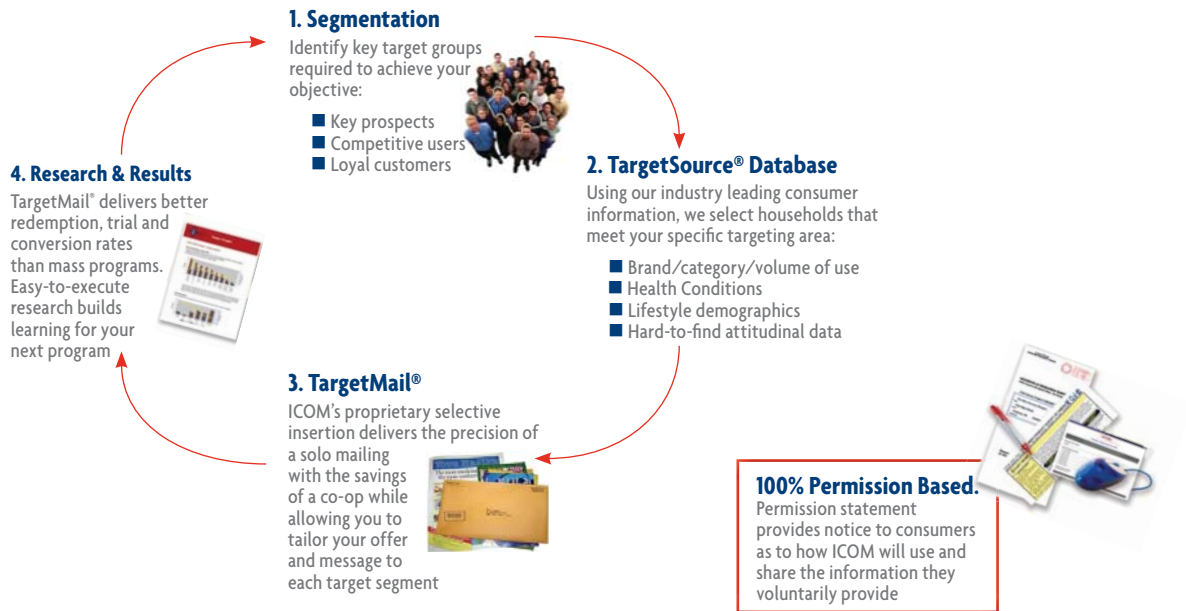 1. Segmentation
Identify key target groups
required to achieve your
objective:
■ Key prospects
■ Competitive users
■ Loyal customers
2. TargetSource® Database
Using our industry leading consumer
information, we select households that
meet your specific targeting area:
■ Brand/category/volume of use
■ Health Conditions
■ Lifestyle demographics
■ Hard-to-find attitudinal data
3. TargetMail®
ICOM’s proprietary selective
insertion delivers the precision of
a solo mailing
with the savings
of a co-op while
allowing you to
tailor your offer
and message to
each target segment
4. Research & Results
TargetMail® delivers better
redemption, trial and
conversion rates
than mass programs.
Easy-to-execute
research builds
learning for your
next program
100% Permission Based.
Permission statement
provides notice to consumers
as to how ICOM will use and
share the information they
voluntarily provide